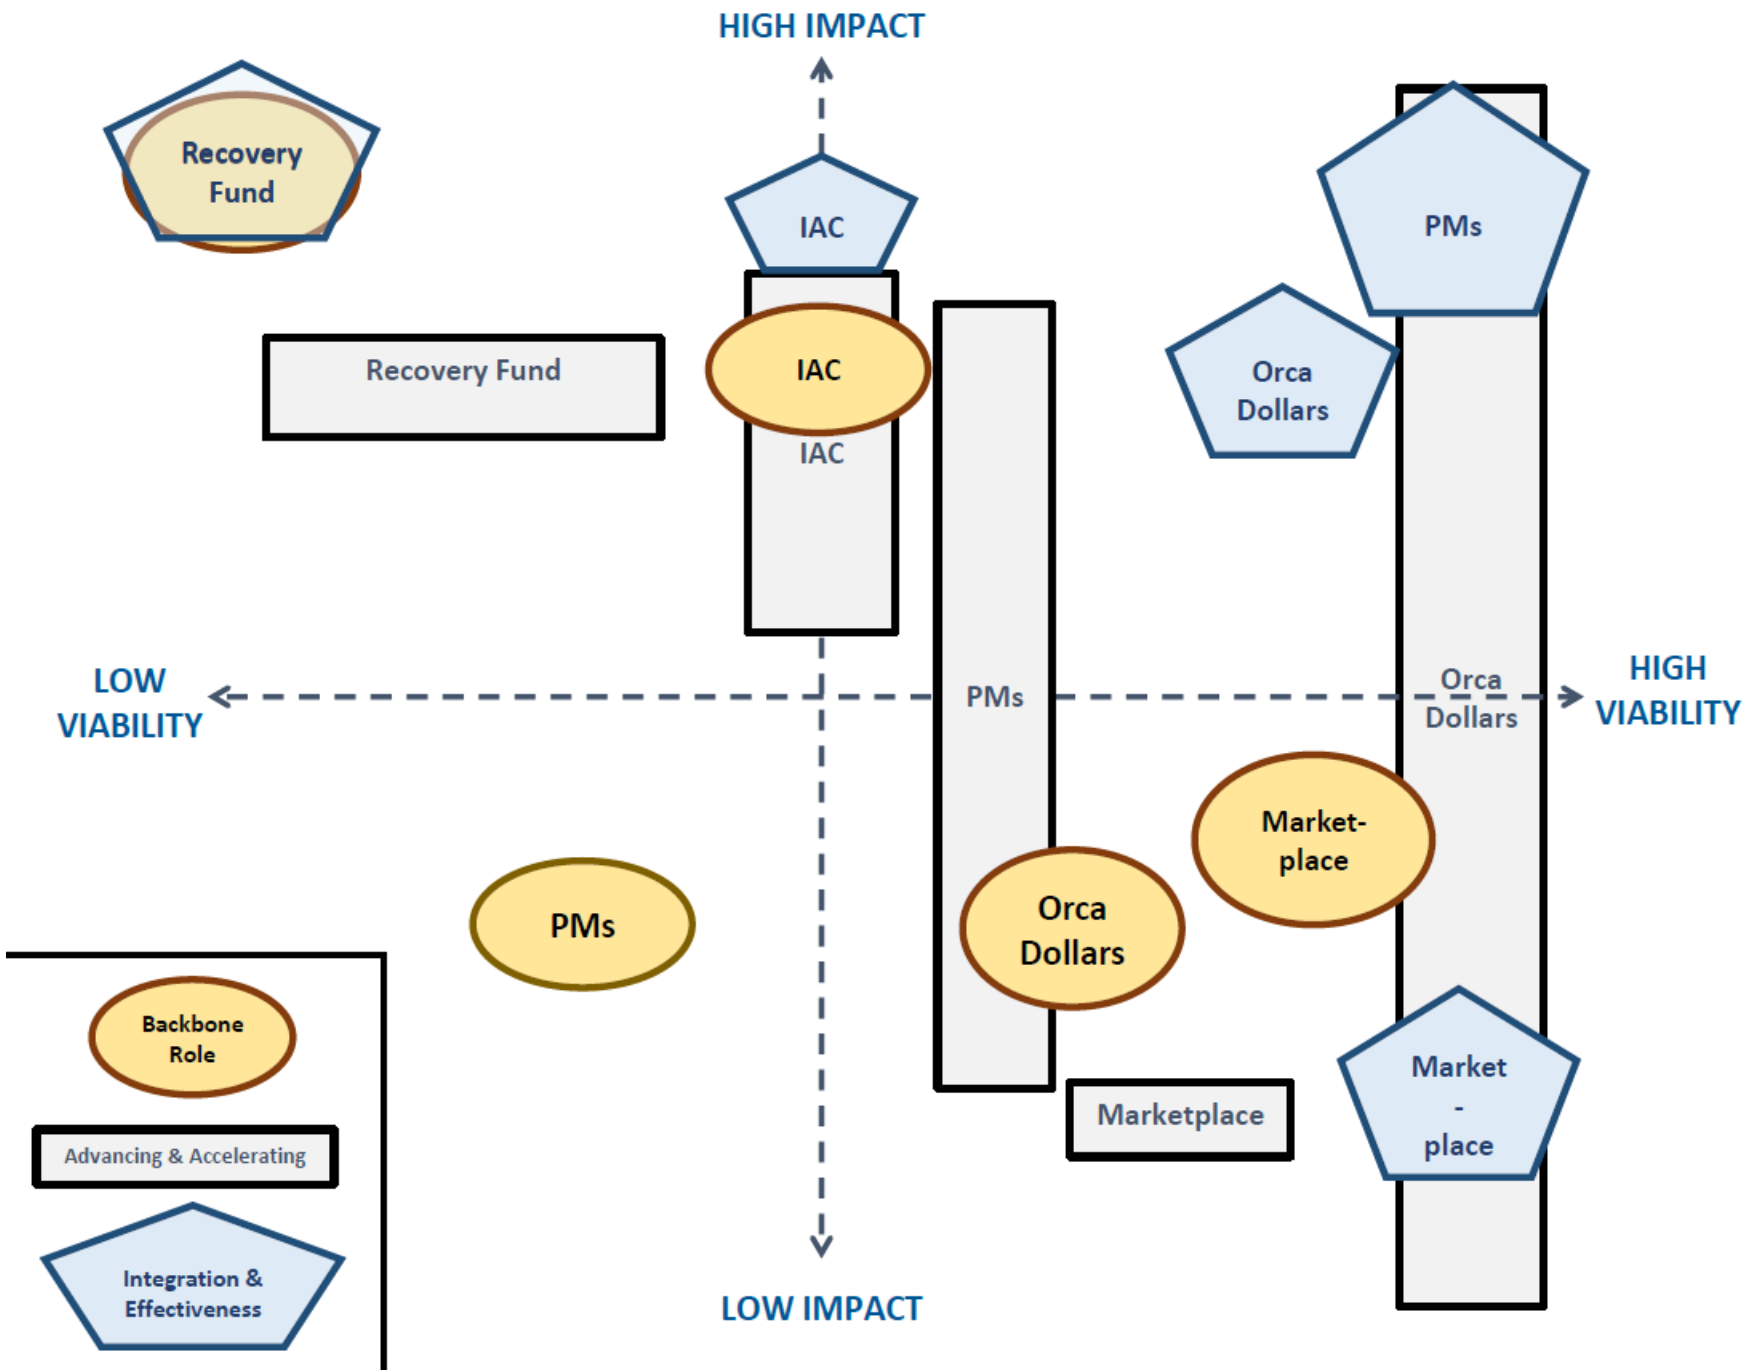 HIGH IMPACT
Recovery
Fund
IAC
PMs
Recovery Fund
IAC
Orca
Dollars
IAC
LOW
VIABILITY
PMs
Orca
Dollars
HIGH
VIABILITY
Market-
place
PMs
Orca
Dollars
Backbone
Role
Marketplace
Market
-
place
Advancing & Accelerating
Integration &
Effectiveness
LOW IMPACT